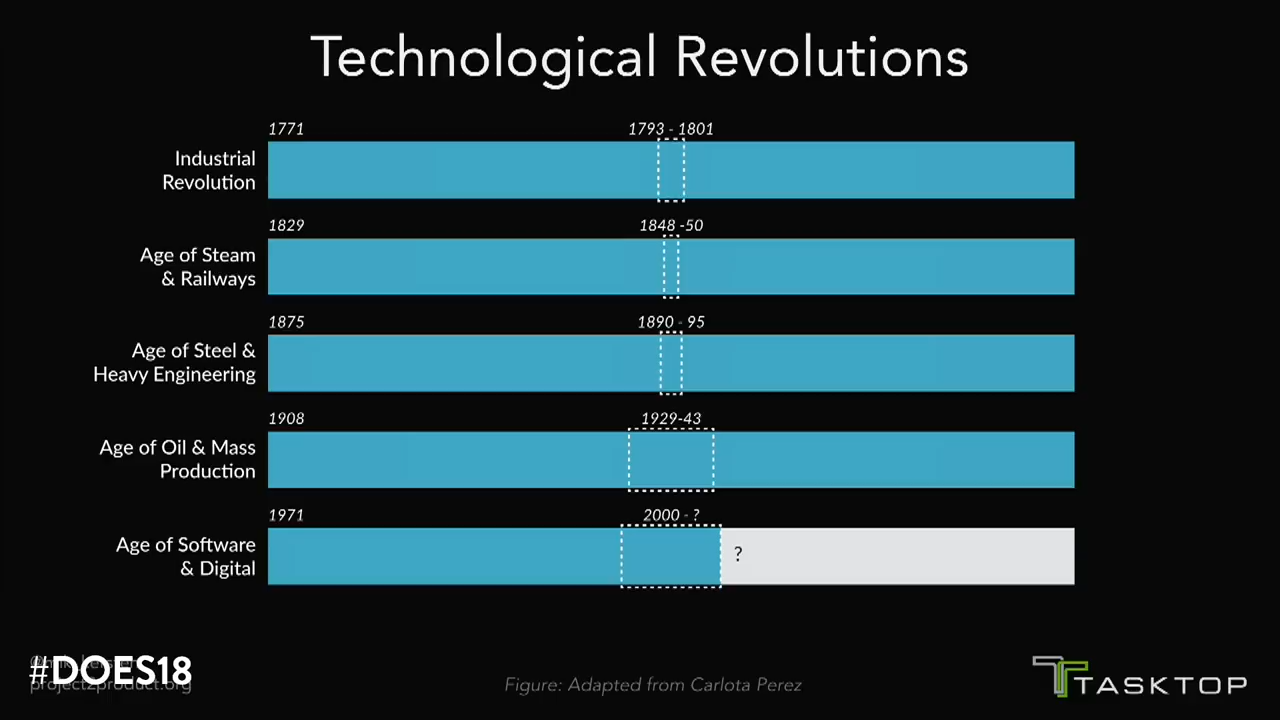 Technological Revolutions
1771
1793 - 1801
Industrial
Revolution
1829
1848 -50
Age of Steam
& Railways
1875
1890 - 95
Age of Steel &
Heavy Engineering
1908
1929-43
Age of Oil & Mass
Production
1971
2000 - ?
Age of Software
& Digital
?
#DOES18
project2product.org
Figure: Adapted from Carlota Perez
TASKTOP